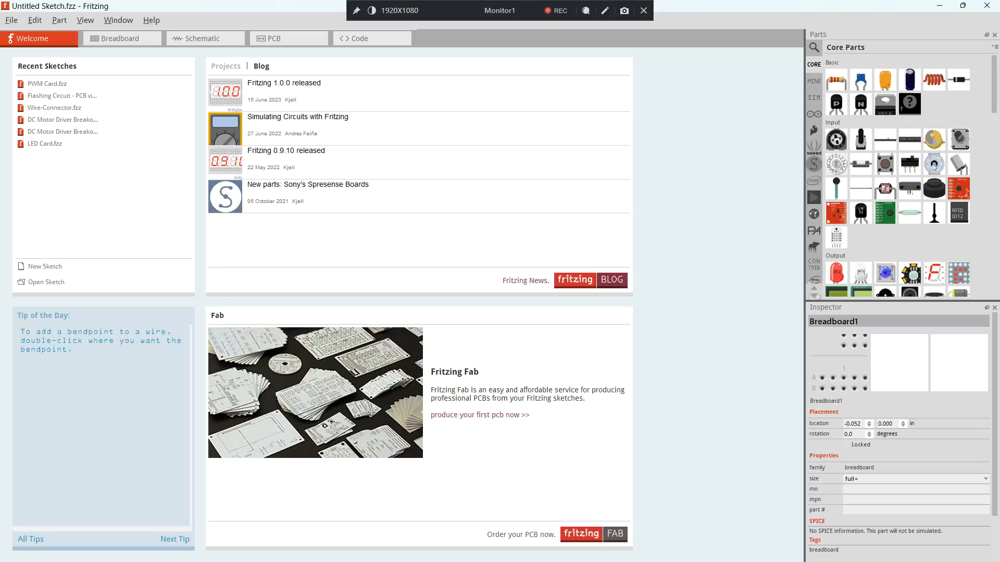 Untitled Sketch.fzz - Fritzing
1920X1080
Monitor1
REC
File
Edit
Part
View
Window
Help
Welcome
Breadboard
Schematic
PCB
Code
Recent Sketches
PWM Card.fzz
Flashing Circuit - PCB vi...
Wire-Connector.fzz
DC Motor Driver Breako...
DC Motor Driver Breako...
LED Card.fzz
New Sketch
Open Sketch
Projects | Blog
Fritzing 1.0.0 released
15 June 2023 Kjell
Simulating Circuits with Fritzing
27 June 2022 Andres Faiña
Fritzing 0.9.10 released
22 May 2022 Kjell
New parts: Sony's Spresense Boards
05 October 2021 Kjell
Fritzing News.
fritzing BLOG
Tip of the Day:
To add a bendpoint to a wire,
double-click where you want the
bendpoint.
All Tips
Next Tip
Fab
Fritzing Fab
Fritzing Fab is an easy and affordable service for producing
professional PCBs from your Fritzing sketches.
produce your first pcb now >>
Order your PCB now.
fritzing FAB
Parts
Core Parts
CORE
MINE
SIM
seeed
intel
PA
CON
TRIB
Basic
P
N
FET P
?
?
Input
LM
35
RFID
ID12
Output
Inspector
Breadboard1
1
A
B
Breadboard1
Placement
location -0.052 0.000 in
rotation 0.0 degrees
Locked
Properties
family breadboard
size full+
mn
mpn
part #
SPICE
No SPICE information. This part will not be simulated.
Tags
breadboard